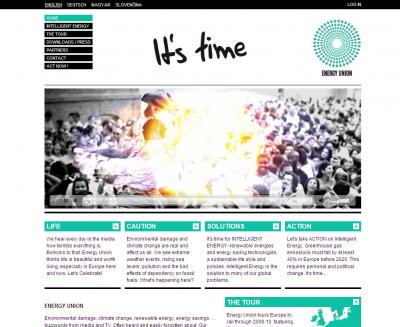 ENGLISH DEUTSCH MAGYAR SLOVENČINA
LOG IN
HOME
INTELLIGENT ENERGY
THE TOUR
DOWNLOADS / PRESS
PARTNERS
CONTACT
ACT NOW!
It's time
ENERGY UNION
LIFE
We hear every day in the media
how terrible everything is.
Bollocks to that! Energy Union
thinks life is beautiful and worth
living, especially in Europe here
and now. Let's Celebrate!
CAUTION
Environmental damage and
climate change are real and
affect us all. We see extreme
weather events, rising sea
levels, pollution and the bad
effects of dependency on fossil
fuels. What's happening here?
SOLUTIONS
It's time for INTELLIGENT
ENERGY: renewable energies
and energy saving technologies,
a sustainable life style and
policies. Intelligent Energy is the
solution to many of our global
problems.
ACTION
Let's take ACTION on Intelligent
Energy. Greenhouse gas
emissions must fall by at least
40% in Europe before 2020. This
requires personal and political
change. It's time...
ENERGY UNION
Environmental damage, climate change, renewable energy, energy savings ...
buzzwords from media and TV. Often heard and easily forgotten about. Our
THE TOUR
Energy Union tours Europe by
rail through 2009-10, featuring